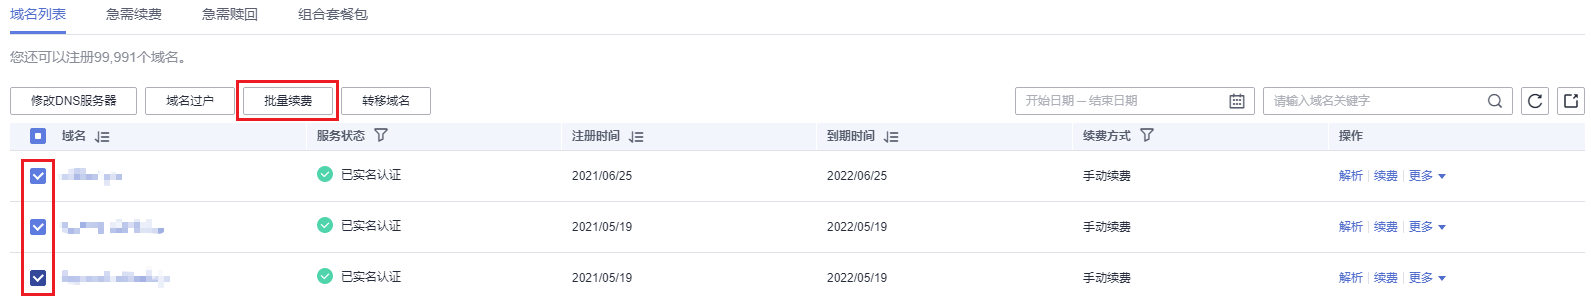 域名列表 急需续费 急需赎回 组合套餐包
您还可以注册99,991个域名。
修改DNS服务器 域名过户 批量续费 转移域名 开始日期 – 结束日期 请输入域名关键字
域名 服务状态 注册时间 到期时间 续费方式 操作
已实名认证 2021/06/25 2022/06/25 手动续费 解析 续费 更多
已实名认证 2021/05/19 2022/05/19 手动续费 解析 续费 更多
已实名认证 2021/05/19 2022/05/19 手动续费 解析 续费 更多